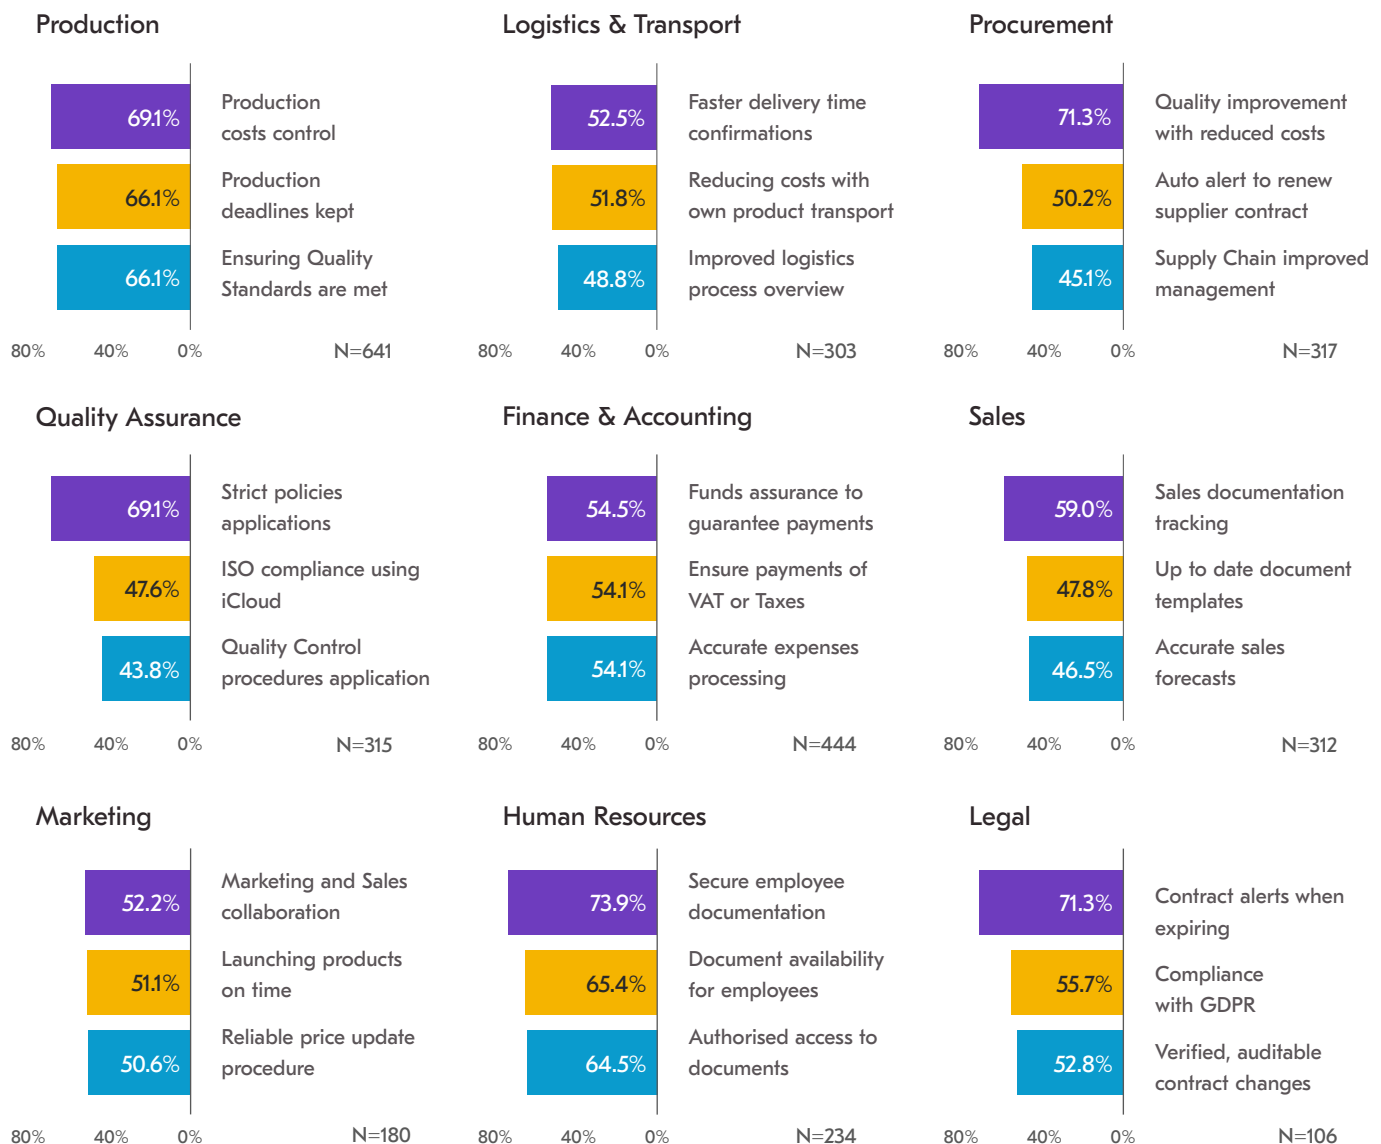 Production
69.1%
Production
costs control
66.1%
Production
deadlines kept
66.1%
Ensuring Quality
Standards are met
80% 40% 0% N=641
Logistics & Transport
52.5%
Faster delivery time
confirmations
51.8%
Reducing costs with
own product transport
48.8%
Improved logistics
process overview
80% 40% 0% N=303
Procurement
71.3%
Quality improvement
with reduced costs
50.2%
Auto alert to renew
supplier contract
45.1%
Supply Chain improved
management
80% 40% 0% N=317
Quality Assurance
69.1%
Strict policies
applications
47.6%
ISO compliance using
iCloud
43.8%
Quality Control
procedures application
80% 40% 0% N=315
Finance & Accounting
54.5%
Funds assurance to
guarantee payments
54.1%
Ensure payments of
VAT or Taxes
54.1%
Accurate expenses
processing
80% 40% 0% N=444
Sales
59.0%
Sales documentation
tracking
47.8%
Up to date document
templates
46.5%
Accurate sales
forecasts
80% 40% 0% N=312
Marketing
52.2%
Marketing and Sales
collaboration
51.1%
Launching products
on time
50.6%
Reliable price update
procedure
80% 40% 0% N=180
Human Resources
73.9%
Secure employee
documentation
65.4%
Document availability
for employees
64.5%
Authorised access to
documents
80% 40% 0% N=234
Legal
71.3%
Contract alerts when
expiring
55.7%
Compliance
with GDPR
52.8%
Verified, auditable
contract changes
80% 40% 0% N=106